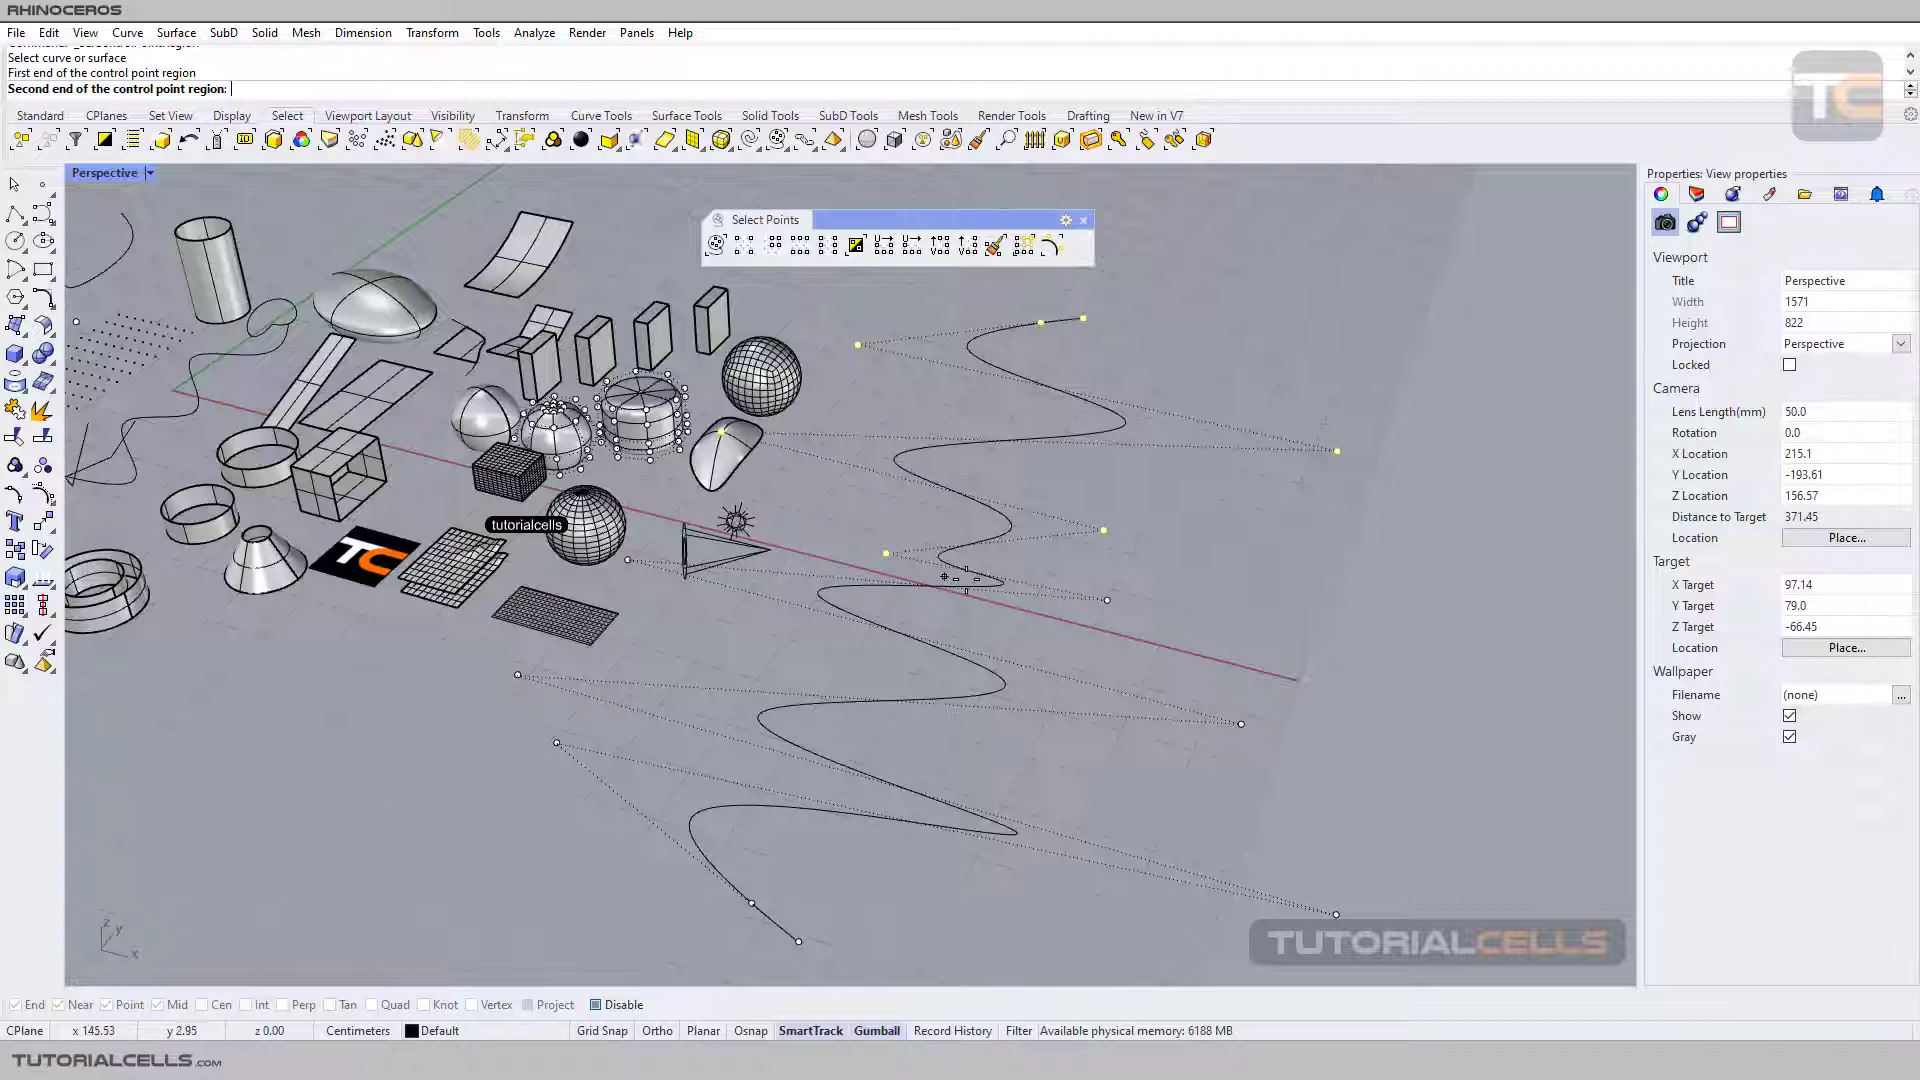 RHINOCEROS
File Edit View Curve Surface SubD Solid Mesh Dimension Transform Tools Analyze Render Panels Help
Select curve or surface
First end of the control point region
Second end of the control point region:
TC
Standard CPlanes Set View Display Select Viewport Layout Visibility Transform Curve Tools Surface Tools Solid Tools SubD Tools Mesh Tools Render Tools Drafting New in V7
Perspective
Select Points
Properties: View properties
Viewport
Title Perspective
Width 1571
Height 822
Projection Perspective
Locked
Camera
Lens Length(mm) 50.0
Rotation 0.0
X Location 215.1
Y Location -193.61
Z Location 156.57
Distance to Target 371.45
Location Place...
Target
X Target 97.14
Y Target 79.0
Z Target -66.45
Location Place...
Wallpaper
Filename (none) ...
Show
Gray
tutorialcells
TC
z y x
TUTORIALCELLS
End Near Point Mid Cen Int Perp Tan Quad Knot Vertex Project Disable
CPlane x 145.53 y 2.95 z 0.00 Centimeters Default Grid Snap Ortho Planar Osnap SmartTrack Gumball Record History Filter Available physical memory: 6188 MB
TUTORIALCELLS.com